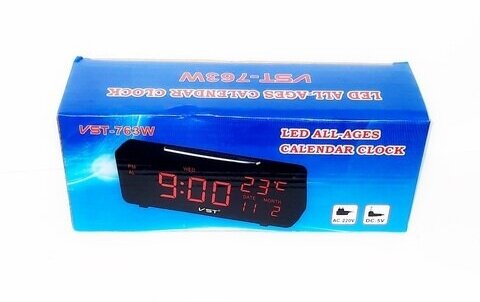 LED ALL-AGES CALENDAR CLOCK
VST-763W
VST-763W
LED ALL-AGES
CALENDAR CLOCK
WED
PM
AL
9:00
23°C
DATE MONTH
11 2
VST
AC: 220V
DC: 5V